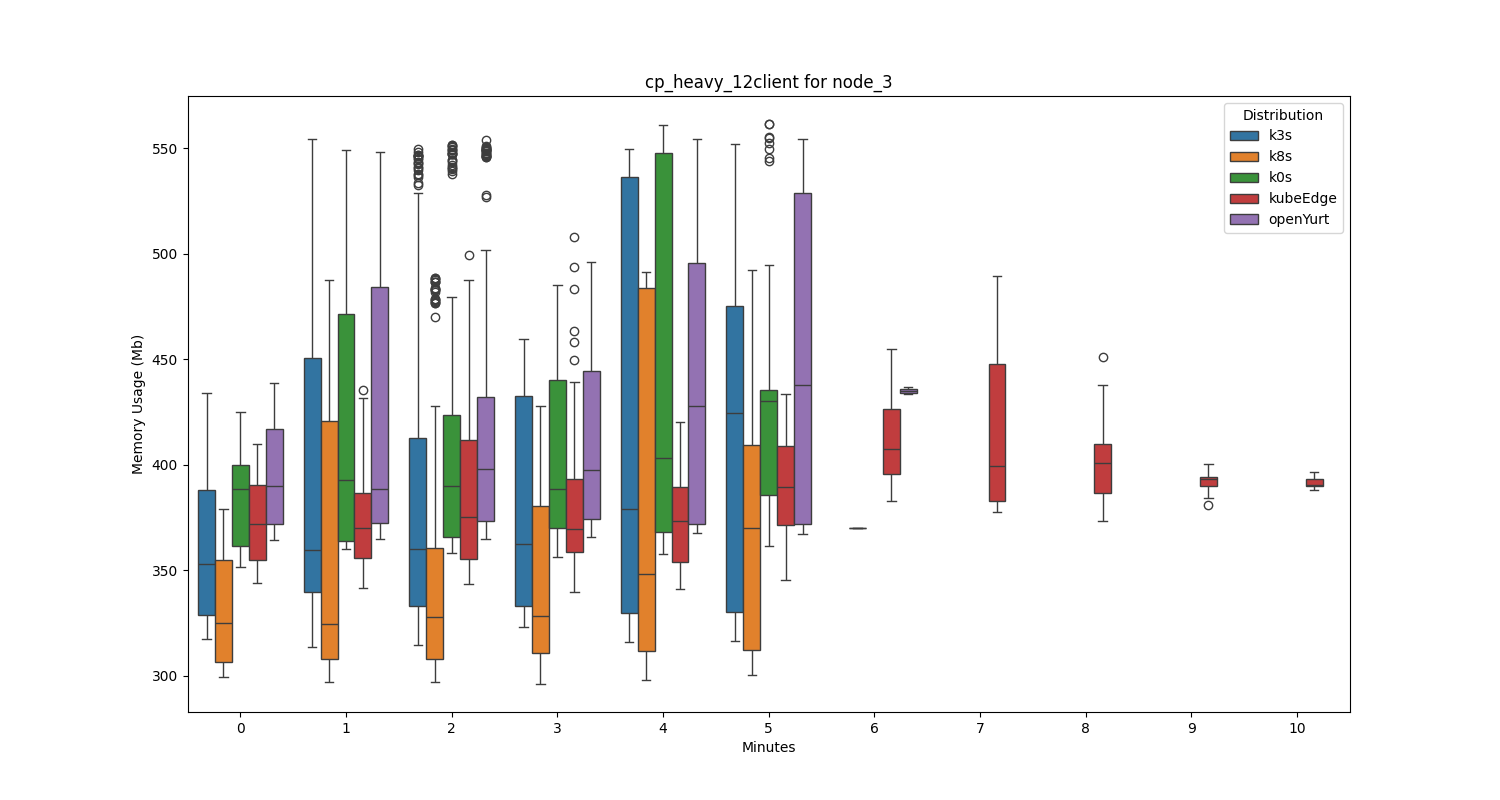 cp_heavy_12client for node_3
Distribution
k3s
k8s
k0s
kubeEdge
openYurt
Memory Usage (Mb)
550
500
450
400
350
300
0 1 2 3 4 5 6 7 8 9 10
Minutes